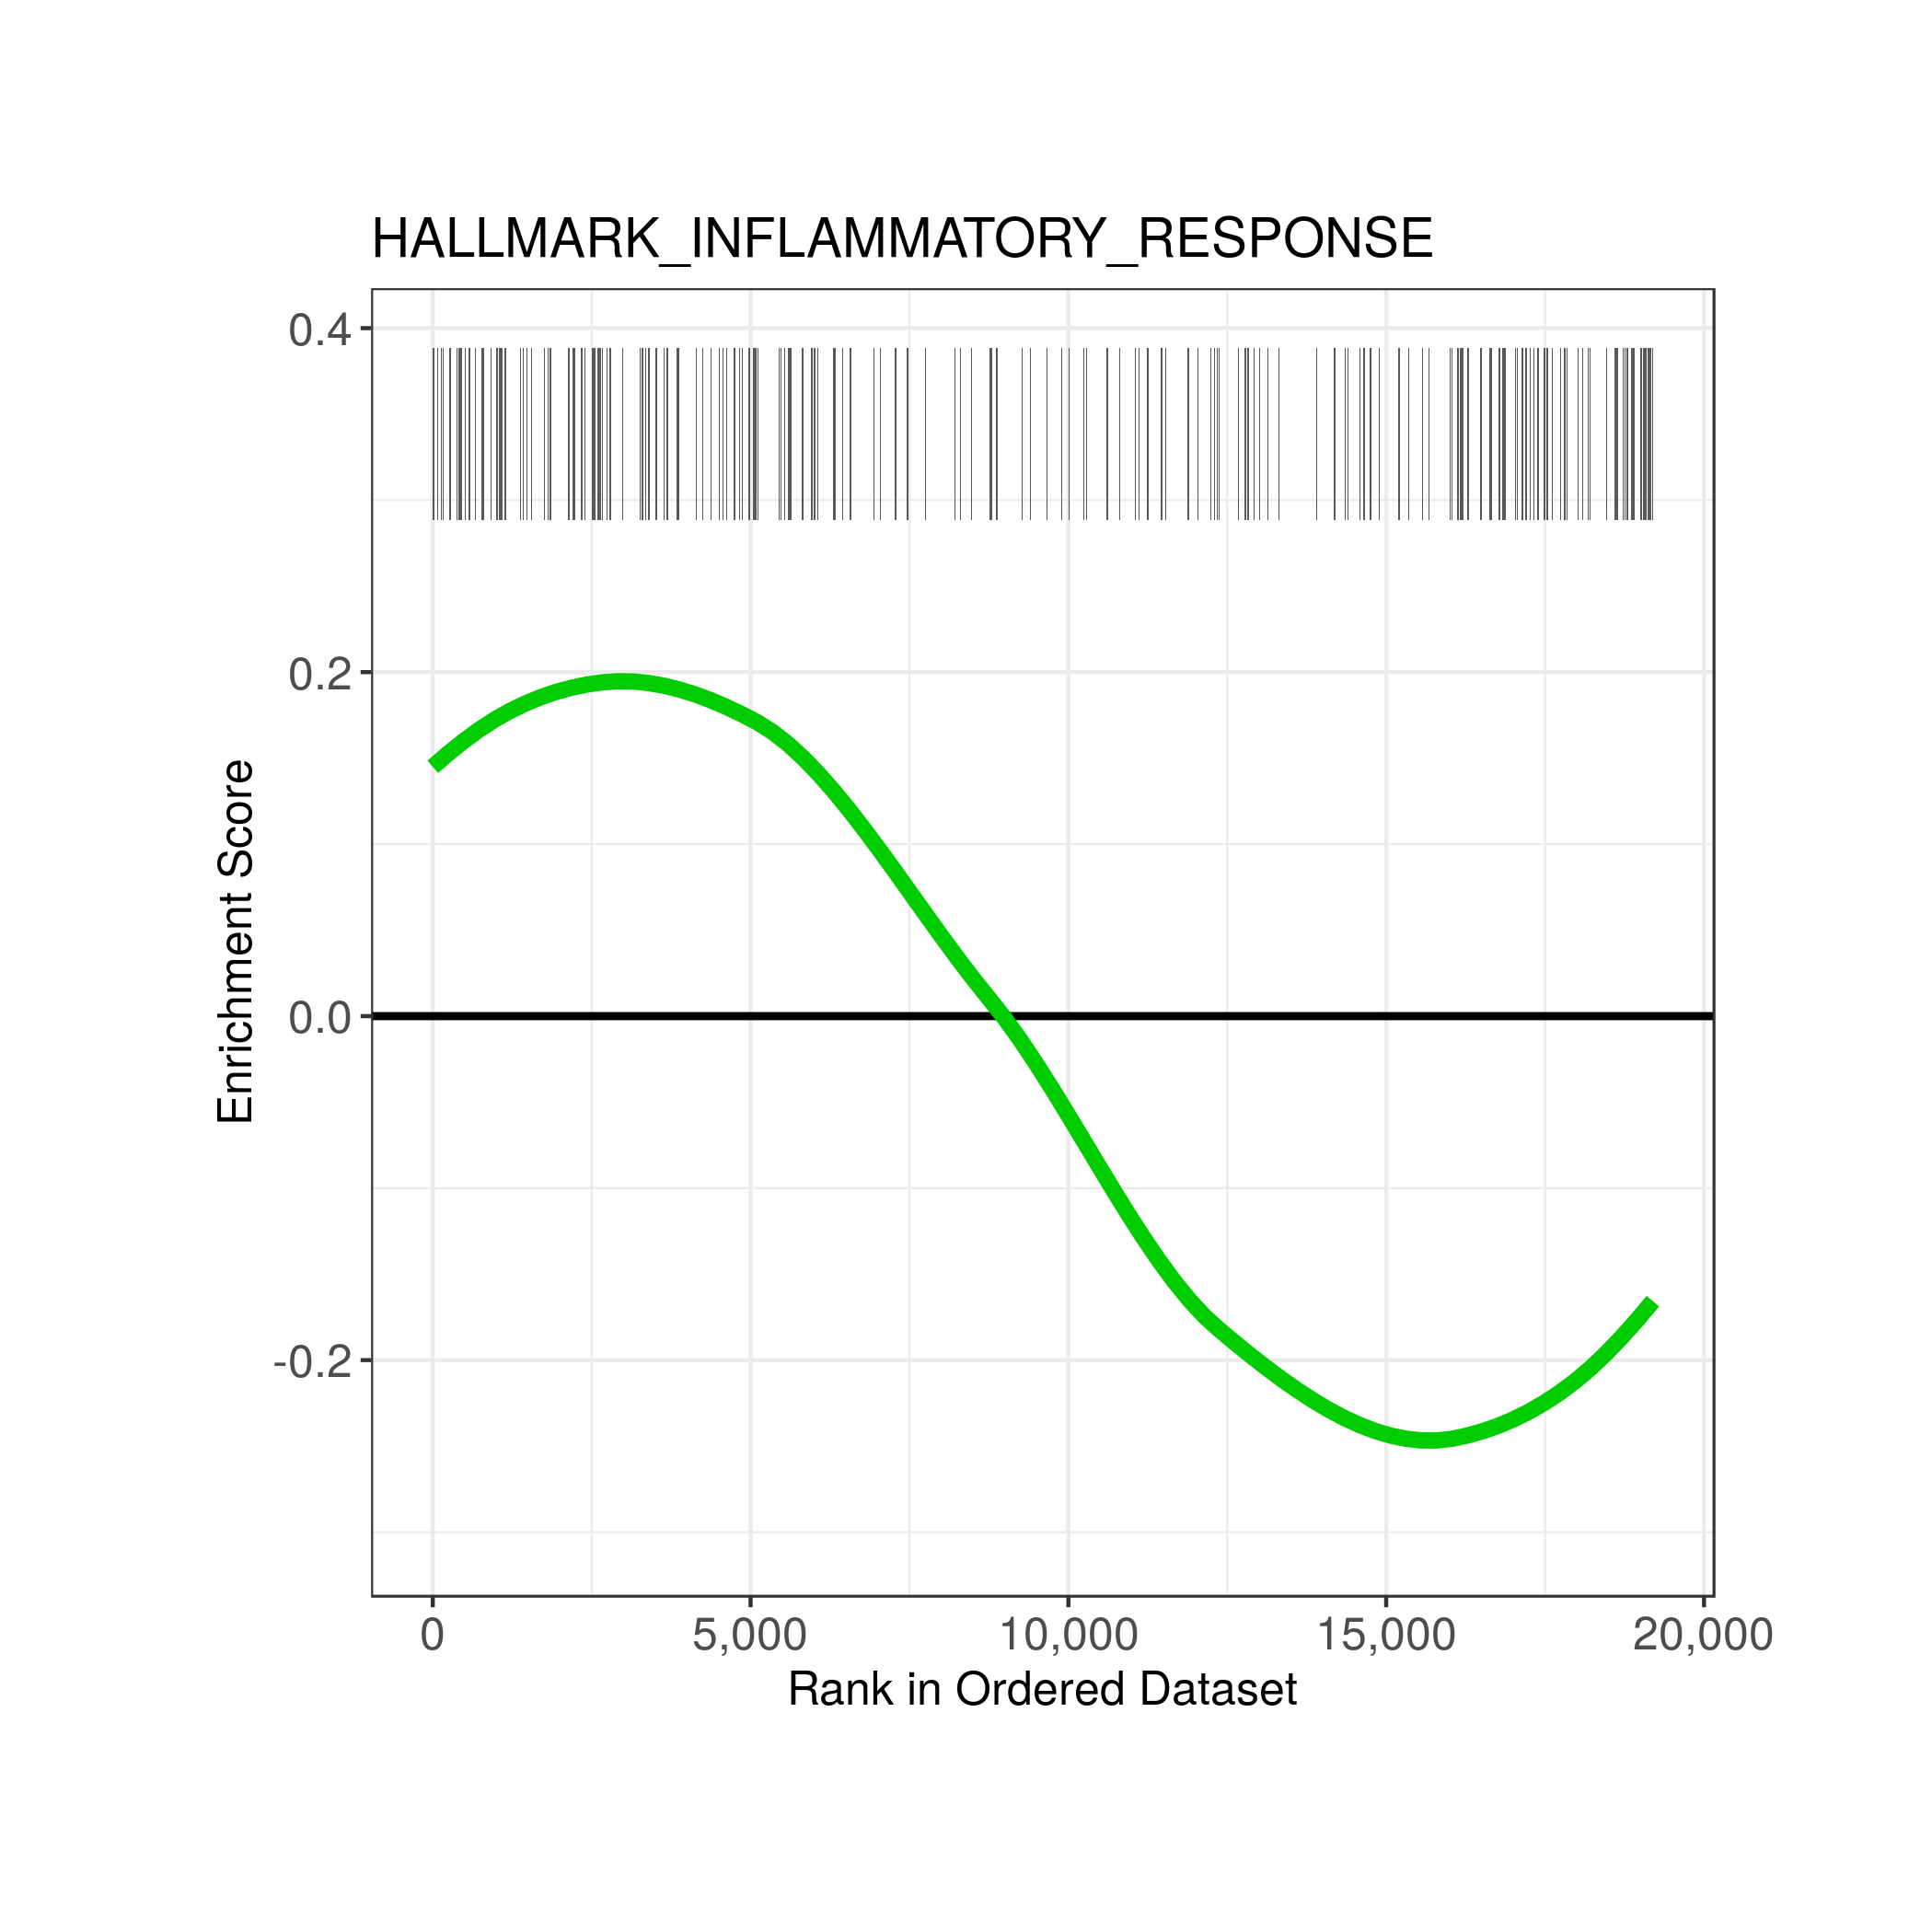 HALLMARK_INFLAMMATORY_RESPONSE
0.4
0.2
0.0
-0.2
Enrichment Score
0 5,000 10,000 15,000 20,000
Rank in Ordered Dataset